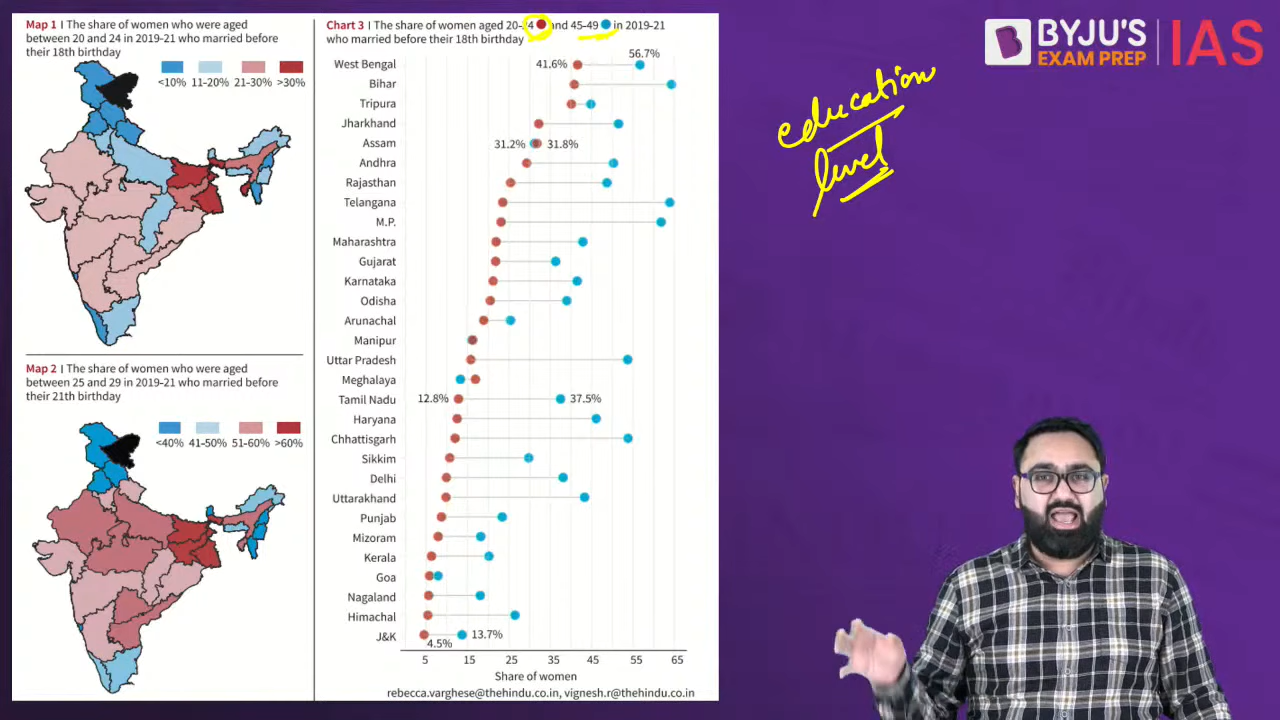 Map 1 | The share of women who were aged
between 20 and 24 in 2019-21 who married before
their 18th birthday
<10% 11-20% 21-30% >30%
Map 2 | The share of women who were aged
between 25 and 29 in 2019-21 who married before
their 21th birthday
<40% 41-50% 51-60% >60%
Chart 3 | The share of women aged 20-24 and 45-49 in 2019-21
who married before their 18th birthday
West Bengal 41.6% 56.7%
Bihar
Tripura
Jharkhand
Assam 31.2% 31.8%
Andhra
Rajasthan
Telangana
M.P.
Maharashtra
Gujarat
Karnataka
Odisha
Arunachal
Manipur
Uttar Pradesh
Meghalaya
Tamil Nadu 12.8% 37.5%
Haryana
Chhattisgarh
Sikkim
Delhi
Uttarakhand
Punjab
Mizoram
Kerala
Goa
Nagaland
Himachal
J&K 4.5% 13.7%
5 15 25 35 45 55 65
Share of women
rebecca.varghese@thehindu.co.in, vignesh.r@thehindu.co.in
education
level
BYJU'S
EXAM PREP
IAS